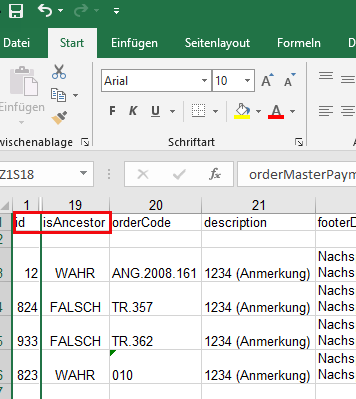 Datei Start Einfügen Seitenlayout Formeln
Einfügen
Arial 10
F K U
wischenablage Schriftart
Z1S18 orderMasterPaym
1 19 20 21
1 id isAncestor orderCode description footerD
2
Nachs
3 12 WAHR ANG.2008.161 1234 (Anmerkung) Nachs
Nachs
4 824 FALSCH TR.357 1234 (Anmerkung) Nachs
Nachs
5 933 FALSCH TR.362 1234 (Anmerkung) Nachs
Nachs
6 823 WAHR 010 1234 (Anmerkung) Nachs
7